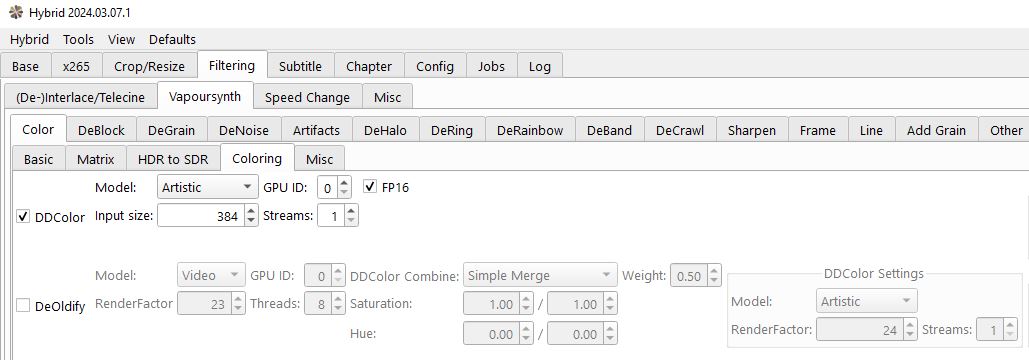 Hybrid 2024.03.07.1
Hybrid Tools View Defaults
Base x265 Crop/Resize Filtering Subtitle Chapter Config Jobs Log
(De-)Interlace/Telecine Vapoursynth Speed Change Misc
Color DeBlock DeGrain DeNoise Artifacts DeHalo DeRing DeRainbow DeBand DeCrawl Sharpen Frame Line Add Grain Other
Basic Matrix HDR to SDR Coloring Misc
Model: Artistic GPU ID: 0 FP16
DDColor Input size: 384 Streams: 1
Model: Video GPU ID: 0 DDColor Combine: Simple Merge Weight: 0.50 DDColor Settings
DeOldify RenderFactor 23 Threads: 8 Saturation: 1.00 / 1.00 Model: Artistic
Hue: 0.00 / 0.00 RenderFactor: 24 Streams: 1